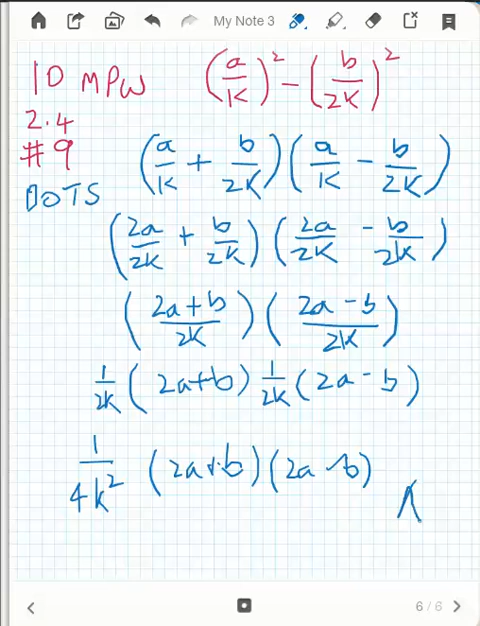 My Note 3
10 MPW (a/K)² − (b/2K)²
2.4
#9
(a/K + b/2K)(a/K − b/2K)
DOTS
(2a/2K + b/2K)(2a/2K − b/2K)
((2a+b)/2K)((2a−b)/2K)
1/2K (2a+b) 1/2K (2a−b)
1/4k² (2a+b)(2a−b)
6 / 6